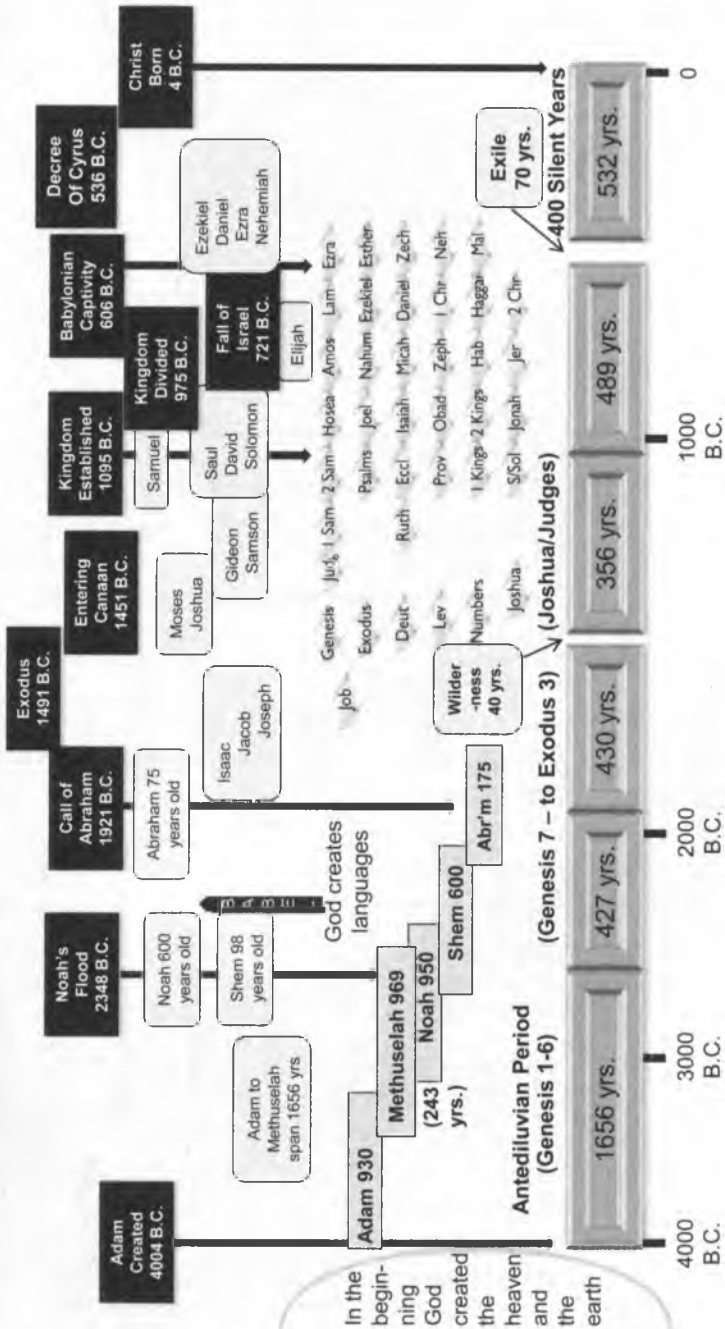 Adam
Created
4004 B.C.
Noah's
Flood
2348 B.C.
Call of
Abraham
1921 B.C.
Exodus
1491 B.C.
Entering
Canaan
1451 B.C.
Kingdom
Established
1095 B.C.
Kingdom
Divided
975 B.C.
Babylonian
Captivity
606 B.C.
Fall of
Israel
721 B.C.
Decree
Of Cyrus
536 B.C.
Christ
Born
4 B.C.
Noah 600
years old
Shem 98
years old
Adam to
Methuselah
span 1656 yrs
Abraham 75
years old
Isaac
Jacob
Joseph
Moses
Joshua
Gideon
Samson
Samuel
Saul
David
Solomon
Elijah
Ezekiel
Daniel
Ezra
Nehemiah
B
A
B
E
L
God creates
languages
In the
begin-
ning
God
created
the
heaven
and
the
earth
Adam 930
Methuselah 969
Noah 950
(243
yrs.)
Shem 600
Abr'm 175
Job
Genesis Jud 1 Sam 2 Sam Hosea Amos Lam Ezra
Exodus Psalms Joel Nahum Ezekiel Esther
Deut Ruth Eccl Isaiah Micah Daniel Zech
Lev Prov Obad Zeph 1 Chr Neh
Numbers 1 Kings 2 Kings Hab Haggai Mal
Joshua S/Sol Jonah Jer 2 Chr
Wilder
-ness
40 yrs.
Exile
70 yrs.
Antediluvian Period
(Genesis 1-6)
(Genesis 7 – to Exodus 3)
(Joshua/Judges)
400 Silent Years
1656 yrs.
427 yrs.
430 yrs.
356 yrs.
489 yrs.
532 yrs.
4000
B.C.
3000
B.C.
2000
B.C.
1000
B.C.
0